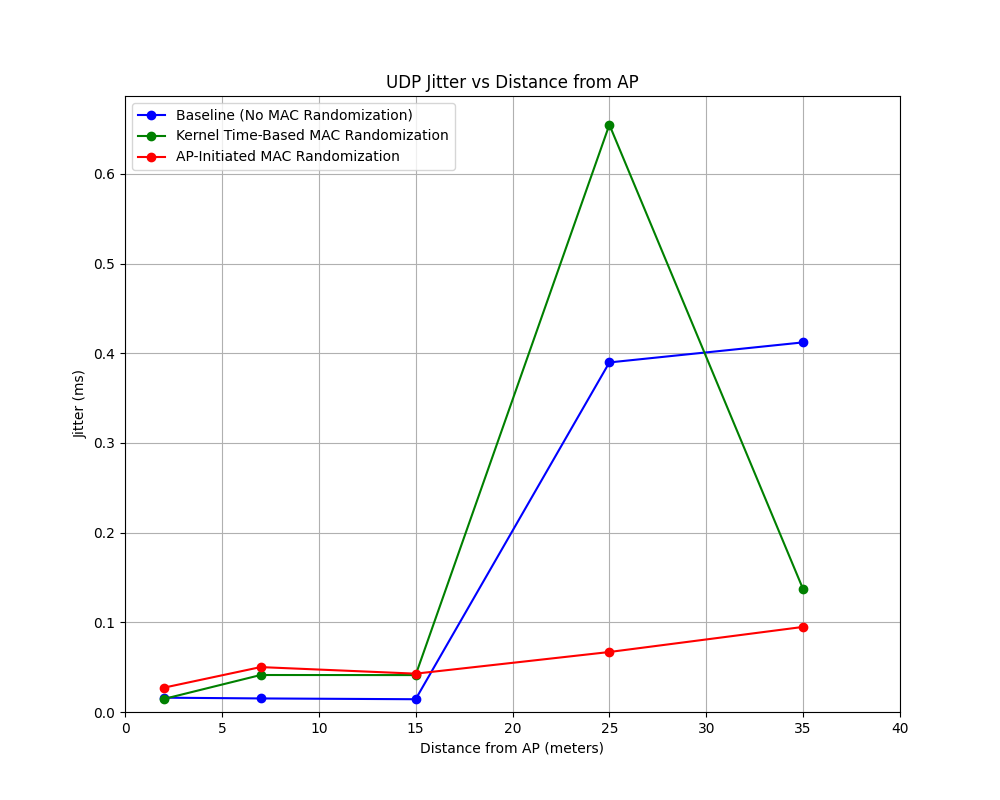 UDP Jitter vs Distance from AP
Baseline (No MAC Randomization)
Kernel Time-Based MAC Randomization
AP-Initiated MAC Randomization
Jitter (ms)
0.6
0.5
0.4
0.3
0.2
0.1
0.0
0 5 10 15 20 25 30 35 40
Distance from AP (meters)